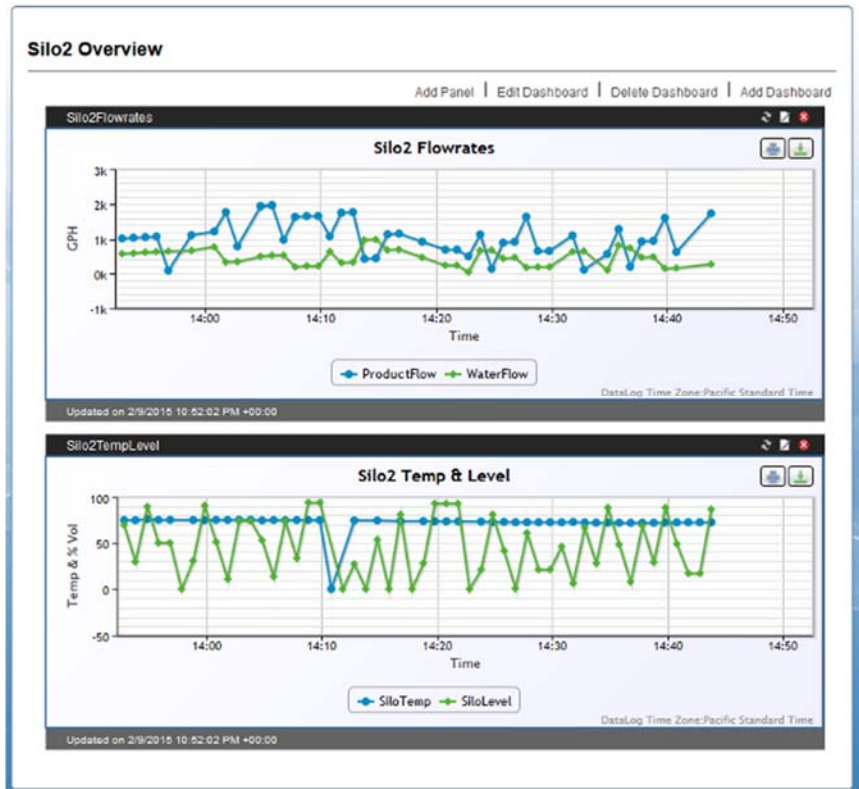 Silo2 Overview
Add Panel | Edit Dashboard | Delete Dashboard | Add Dashboard
Silo2Flowrates
Silo2 Flowrates
3k
2k
1k
0k
-1k
GPH
14:00 14:10 14:20 14:30 14:40 14:50
Time
ProductFlow WaterFlow
DataLog Time Zone:Pacific Standard Time
Updated on 2/9/2015 10:52:02 PM +00:00
Silo2TempLevel
Silo2 Temp & Level
100
50
0
-50
Temp & % Vol
14:00 14:10 14:20 14:30 14:40 14:50
Time
SiloTemp SiloLevel
DataLog Time Zone:Pacific Standard Time
Updated on 2/9/2015 10:52:02 PM +00:00